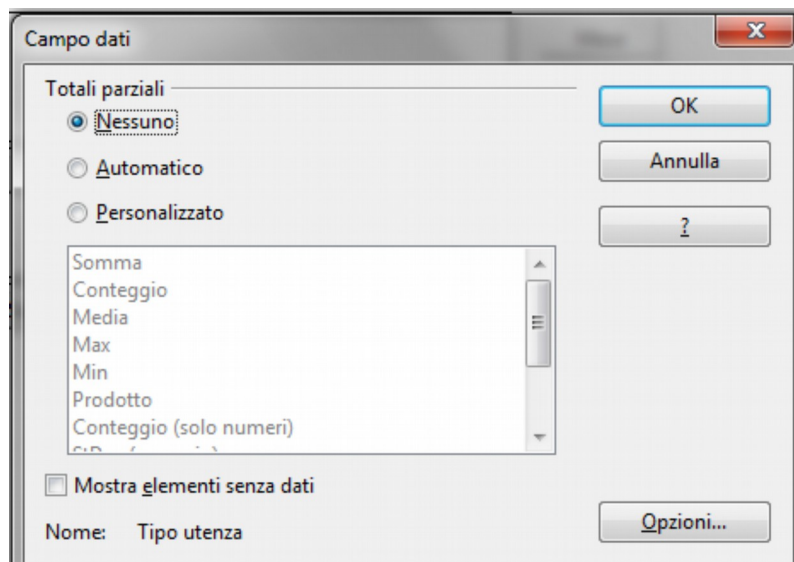 Campo dati
Totali parziali
Nessuno
Automatico
Personalizzato
Somma
Conteggio
Media
Max
Min
Prodotto
Conteggio (solo numeri)
Mostra elementi senza dati
Nome: Tipo utenza
OK
Annulla
?
Opzioni...